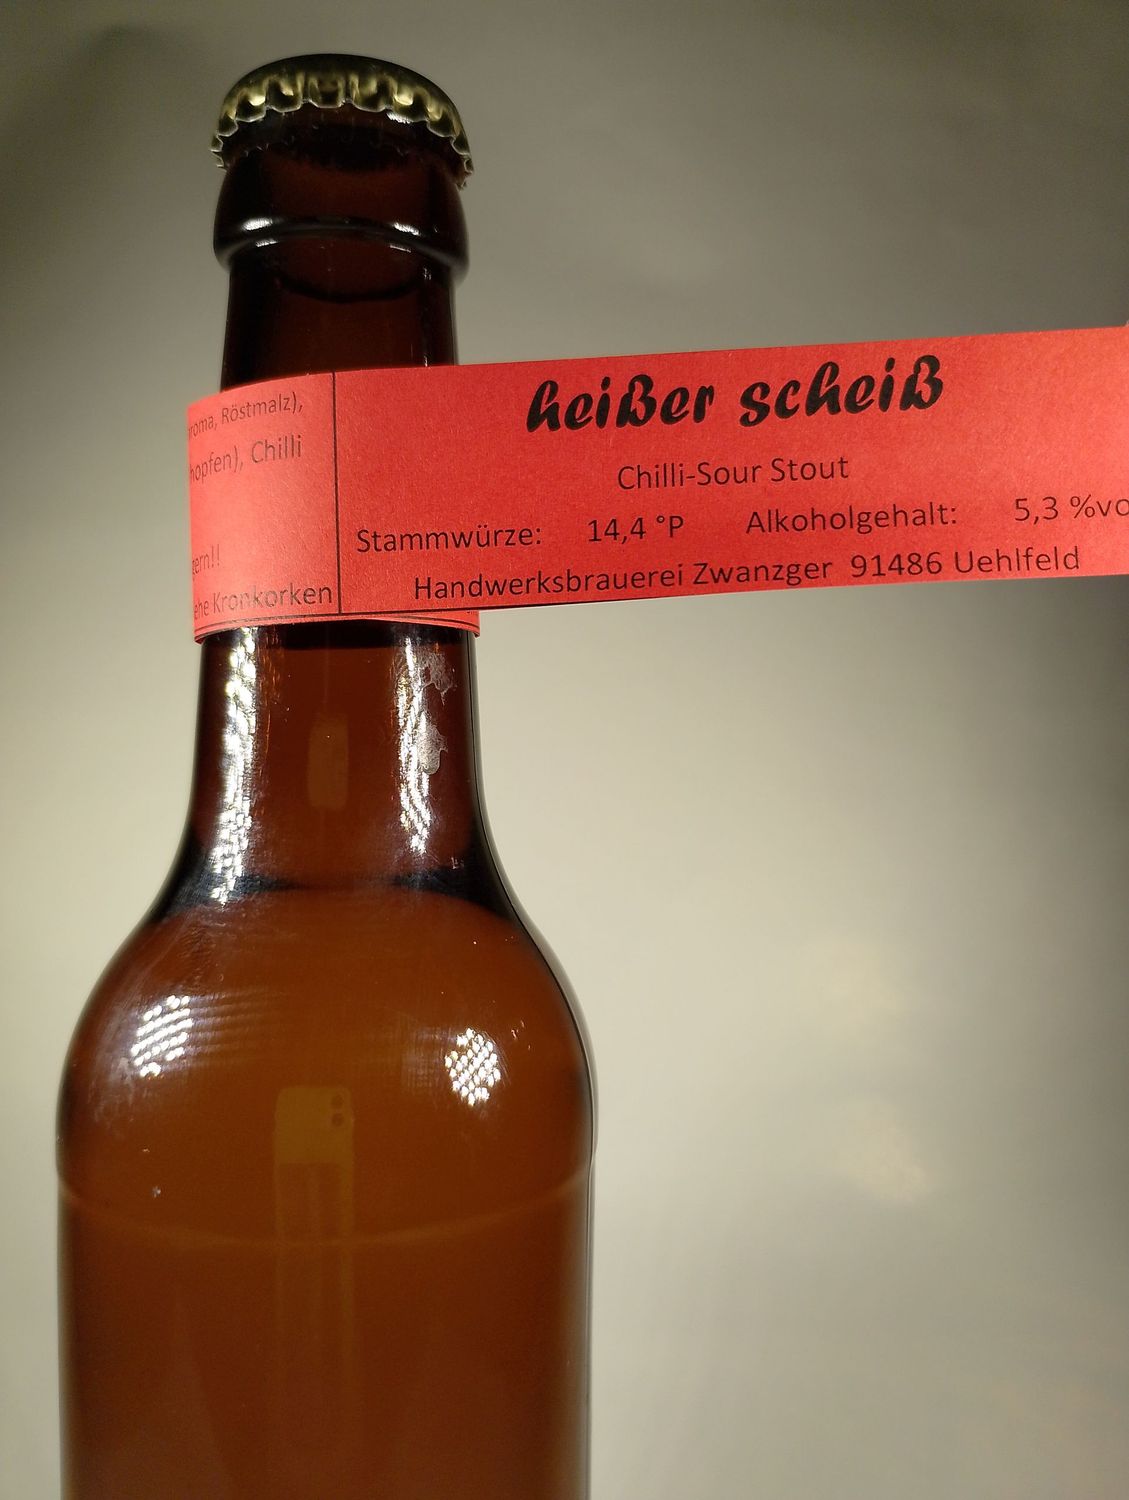 Röstmalz),
Chilli
Kronkorken
heißer scheiß
Chilli-Sour Stout
Stammwürze: 14,4 °P Alkoholgehalt: 5,3
Handwerksbrauerei Zwanzger 91486 Uehlfeld